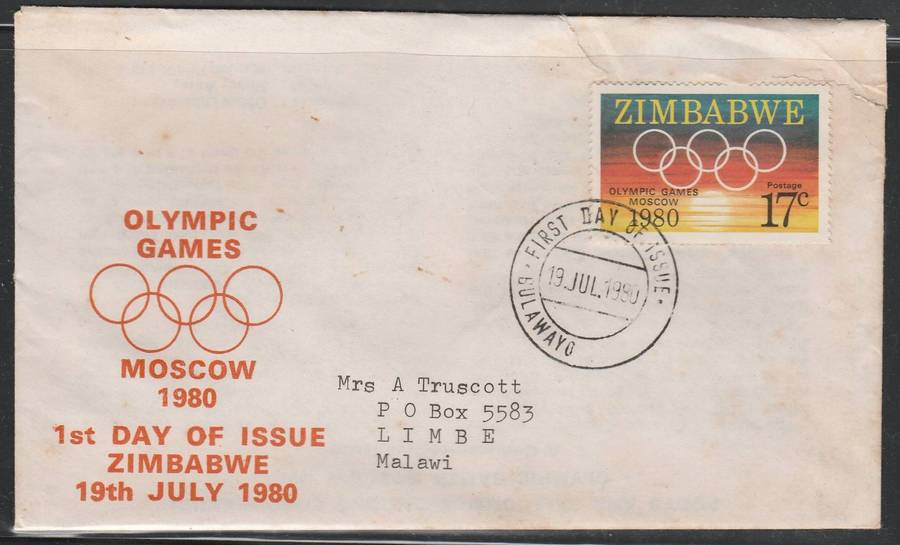 ZIMBABWE
OLYMPIC GAMES
MOSCOW
1980
Postage
17c
FIRST DAY OF ISSUE
19.JUL.1980
BULAWAYO
OLYMPIC
GAMES
MOSCOW
1980
1st DAY OF ISSUE
ZIMBABWE
19th JULY 1980
Mrs A Truscott
P O Box 5583
LIMBE
Malawi